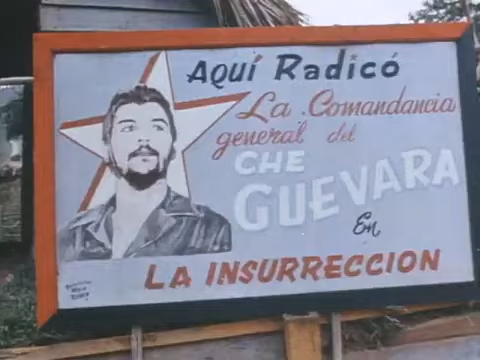 AQUÍ Radicó
La Comandancia
general del
CHE
GUEVARA
En
LA INSURRECCION